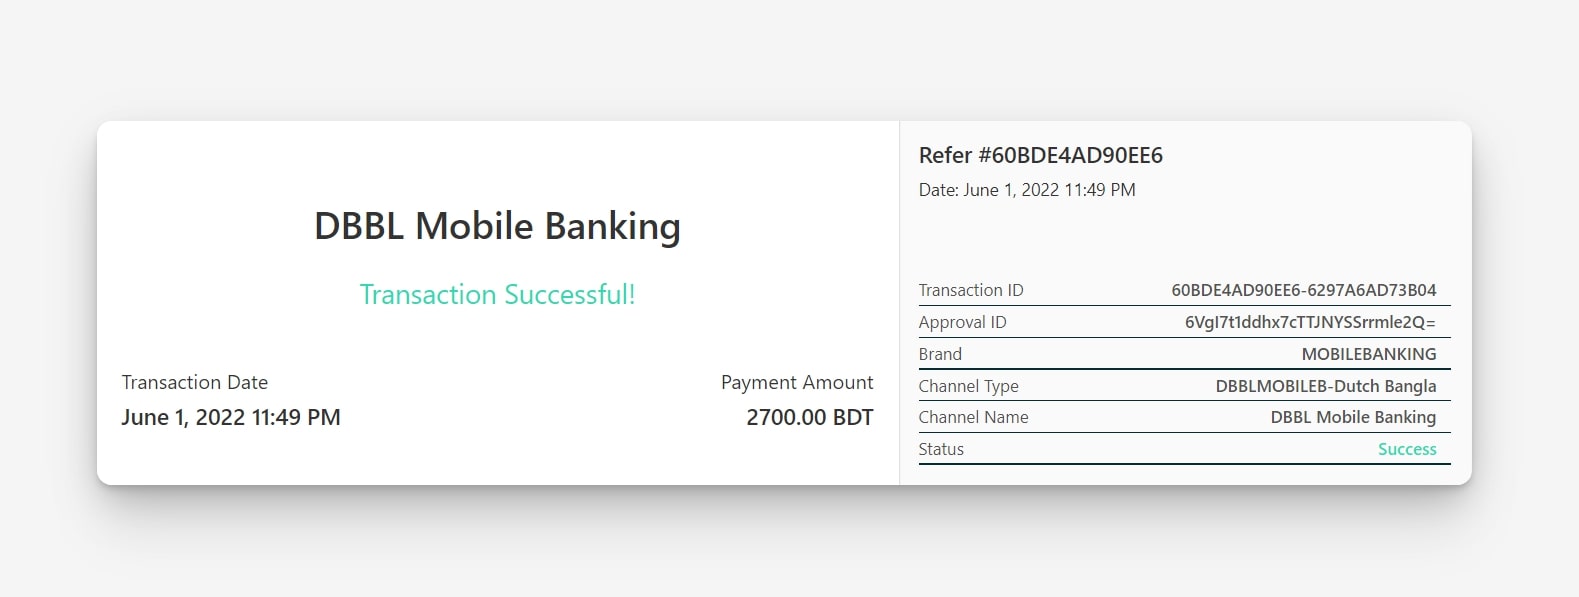 DBBL Mobile Banking
Transaction Successful!
Transaction Date
June 1, 2022 11:49 PM
Payment Amount
2700.00 BDT
Refer #60BDE4AD90EE6
Date: June 1, 2022 11:49 PM
Transaction ID 60BDE4AD90EE6-6297A6AD73B04
Approval ID 6VgI7t1ddhx7cTTJNYSSrrmle2Q=
Brand MOBILEBANKING
Channel Type DBBLMOBILEB-Dutch Bangla
Channel Name DBBL Mobile Banking
Status Success